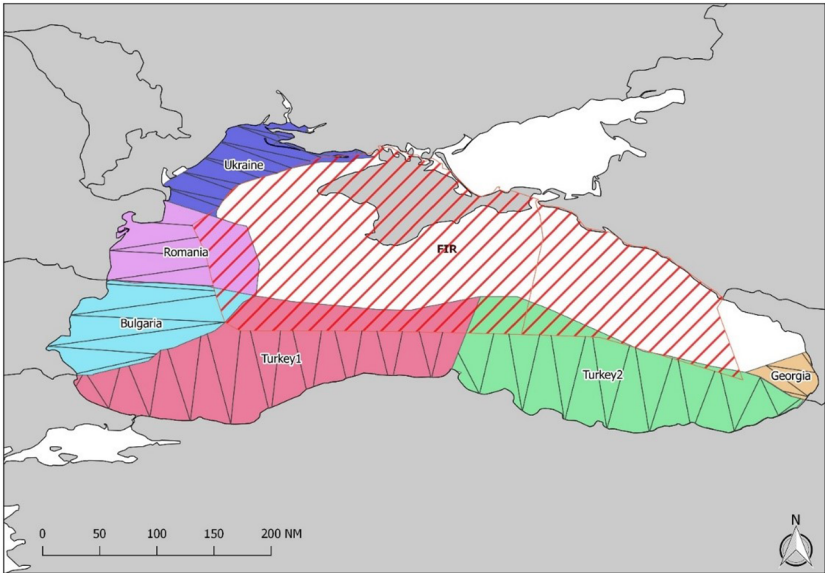 Ukraine
Romania
FIR
Bulgaria
Turkey1
Turkey2
Georgia
0 50 100 150 200 NM
N